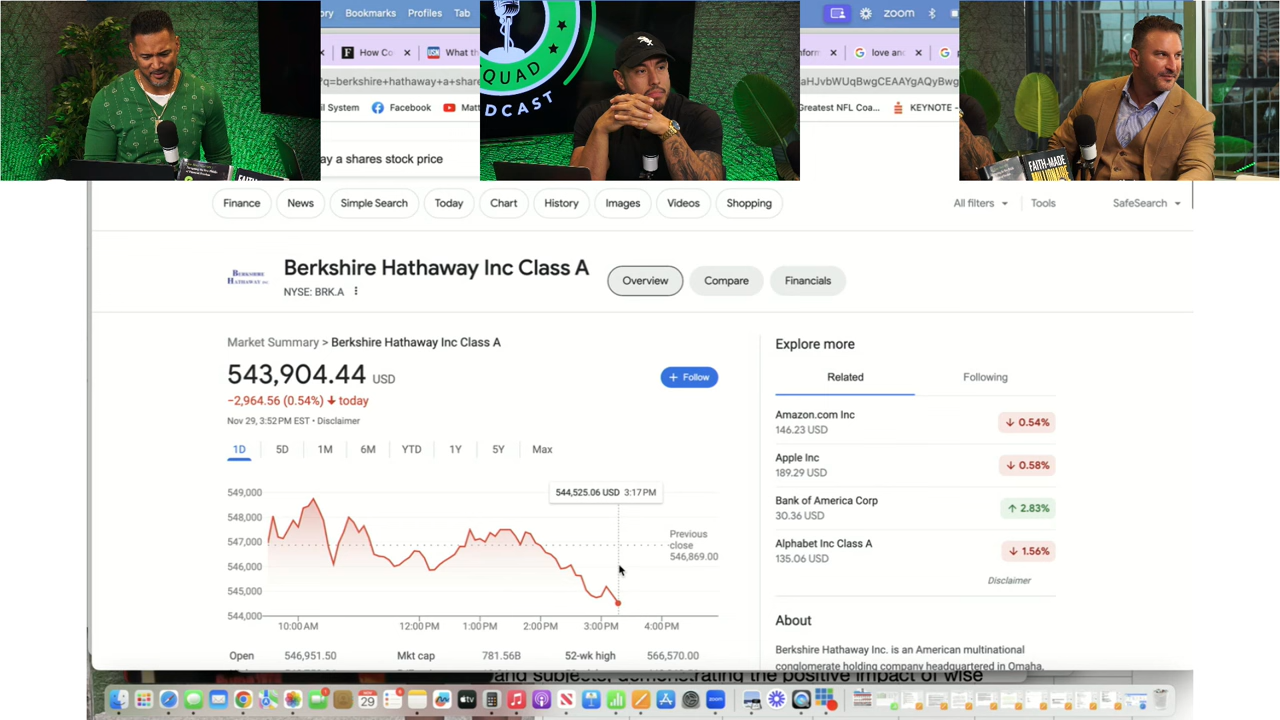 ory Bookmarks Profiles Tab
zoom
How Co
What th
inform
love an
?q=berkshire+hathaway+a+share
aHJvbWUqBwgCEAAYgAQyBw
il System
Facebook
Matt
Greatest NFL Coa...
KEYNOTE -
QUAD
DCAST
FAITH-MADE
MILLIONAIRE
ay a shares stock price
Finance
News
Simple Search
Today
Chart
History
Images
Videos
Shopping
All filters
Tools
SafeSearch
BERKSHIRE
HATHAWAY INC
Berkshire Hathaway Inc Class A
NYSE: BRK.A
Overview
Compare
Financials
Market Summary > Berkshire Hathaway Inc Class A
543,904.44 USD
+ Follow
−2,964.56 (0.54%) ↓ today
Nov 29, 3:52 PM EST • Disclaimer
1D 5D 1M 6M YTD 1Y 5Y Max
544,525.06 USD 3:17 PM
549,000
548,000
547,000
546,000
545,000
544,000
Previous
close
546,869.00
10:00 AM 12:00 PM 1:00 PM 2:00 PM 3:00 PM 4:00 PM
Open 546,951.50 Mkt cap 781.56B 52-wk high 566,570.00
Explore more
Related
Following
Amazon.com Inc
146.23 USD
↓ 0.54%
Apple Inc
189.29 USD
↓ 0.58%
Bank of America Corp
30.36 USD
↑ 2.83%
Alphabet Inc Class A
135.06 USD
↓ 1.56%
Disclaimer
About
Berkshire Hathaway Inc. is an American multinational
conglomerate holding company headquartered in Omaha,
and subjects, demonstrating the positive impact of wise
29
tv
zoom